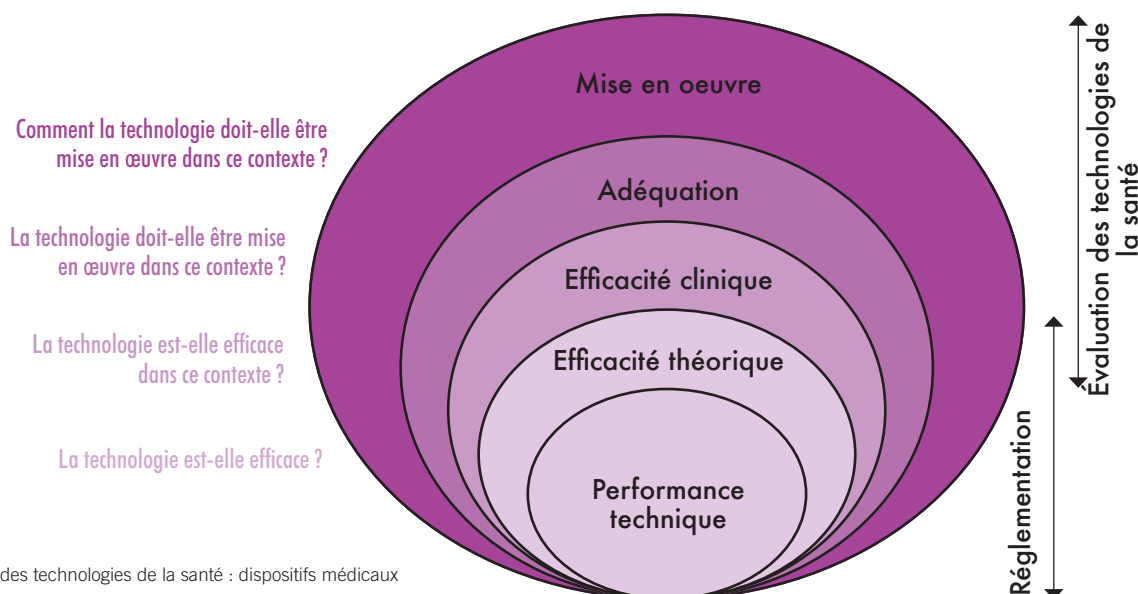 Mise en oeuvre
Comment la technologie doit-elle être
mise en œuvre dans ce contexte ?
Adéquation
La technologie doit-elle être mise
en œuvre dans ce contexte ?
Efficacité clinique
La technologie est-elle efficace
dans ce contexte ?
Efficacité théorique
La technologie est-elle efficace ?
Performance
technique
Évaluation des technologies de
la santé
Réglementation
des technologies de la santé : dispositifs médicaux